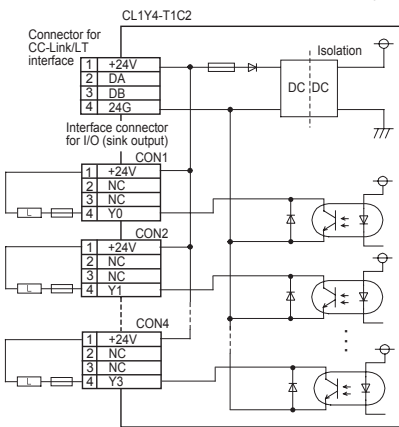 CL1Y4-T1C2
Connector for
CC-Link/LT
interface
1 +24V
2 DA
3 DB
4 24G
Isolation
DC DC
Interface connector
for I/O (sink output)
CON1
1 +24V
2 NC
3 NC
4 Y0
L
CON2
1 +24V
2 NC
3 NC
4 Y1
L
CON4
1 +24V
2 NC
3 NC
4 Y3
L